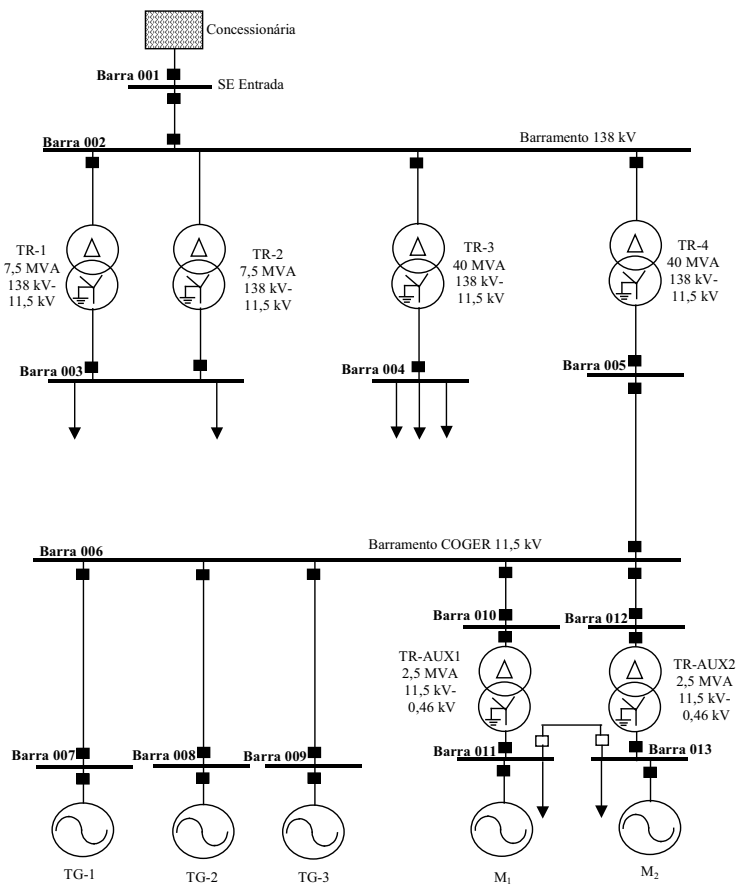 Concessionária
Barra 001
SE Entrada
Barra 002
Barramento 138 kV
TR-1
7,5 MVA
138 kV-
11,5 kV
TR-2
7,5 MVA
138 kV-
11,5 kV
TR-3
40 MVA
138 kV-
11,5 kV
TR-4
40 MVA
138 kV-
11,5 kV
Barra 003
Barra 004
Barra 005
Barra 006
Barramento COGER 11,5 kV
Barra 010
Barra 012
TR-AUX1
2,5 MVA
11,5 kV-
0,46 kV
TR-AUX2
2,5 MVA
11,5 kV-
0,46 kV
Barra 007
Barra 008
Barra 009
Barra 011
Barra 013
TG-1
TG-2
TG-3
M₁
M₂